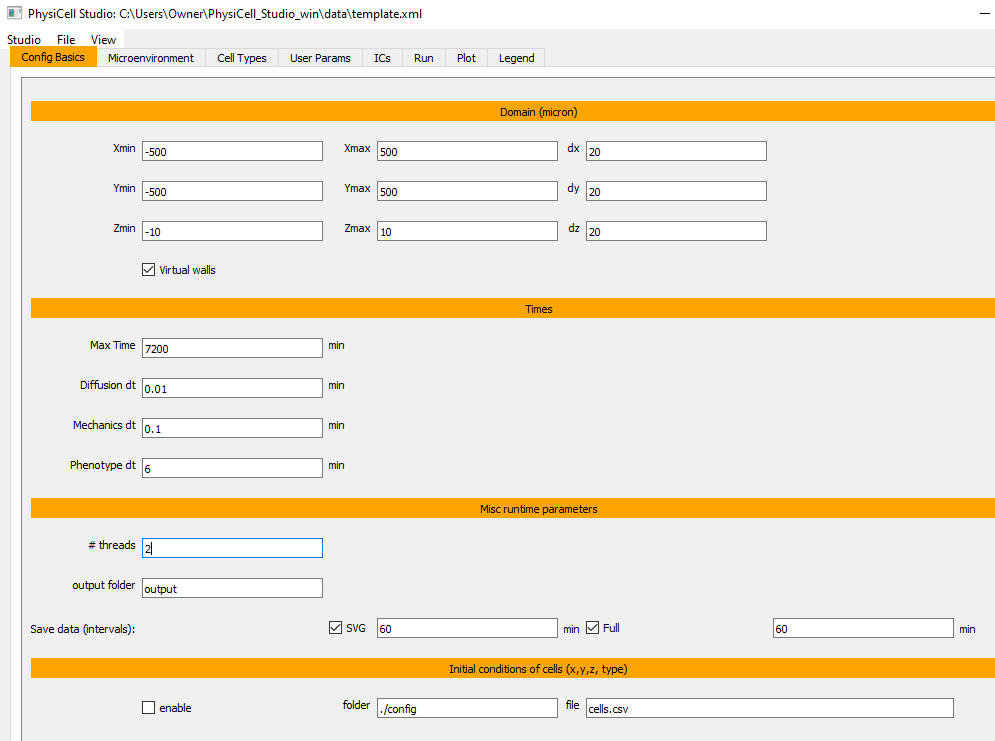 PhysiCell Studio: C:\Users\Owner\PhysiCell_Studio_win\data\template.xml
Studio File View
Config Basics Microenvironment Cell Types User Params ICs Run Plot Legend
Domain (micron)
Xmin -500 Xmax 500 dx 20
Ymin -500 Ymax 500 dy 20
Zmin -10 Zmax 10 dz 20
Virtual walls
Times
Max Time 7200 min
Diffusion dt 0.01 min
Mechanics dt 0.1 min
Phenotype dt 6 min
Misc runtime parameters
# threads 2
output folder output
Save data (intervals): SVG 60 min Full 60 min
Initial conditions of cells (x,y,z, type)
enable folder ./config file cells.csv